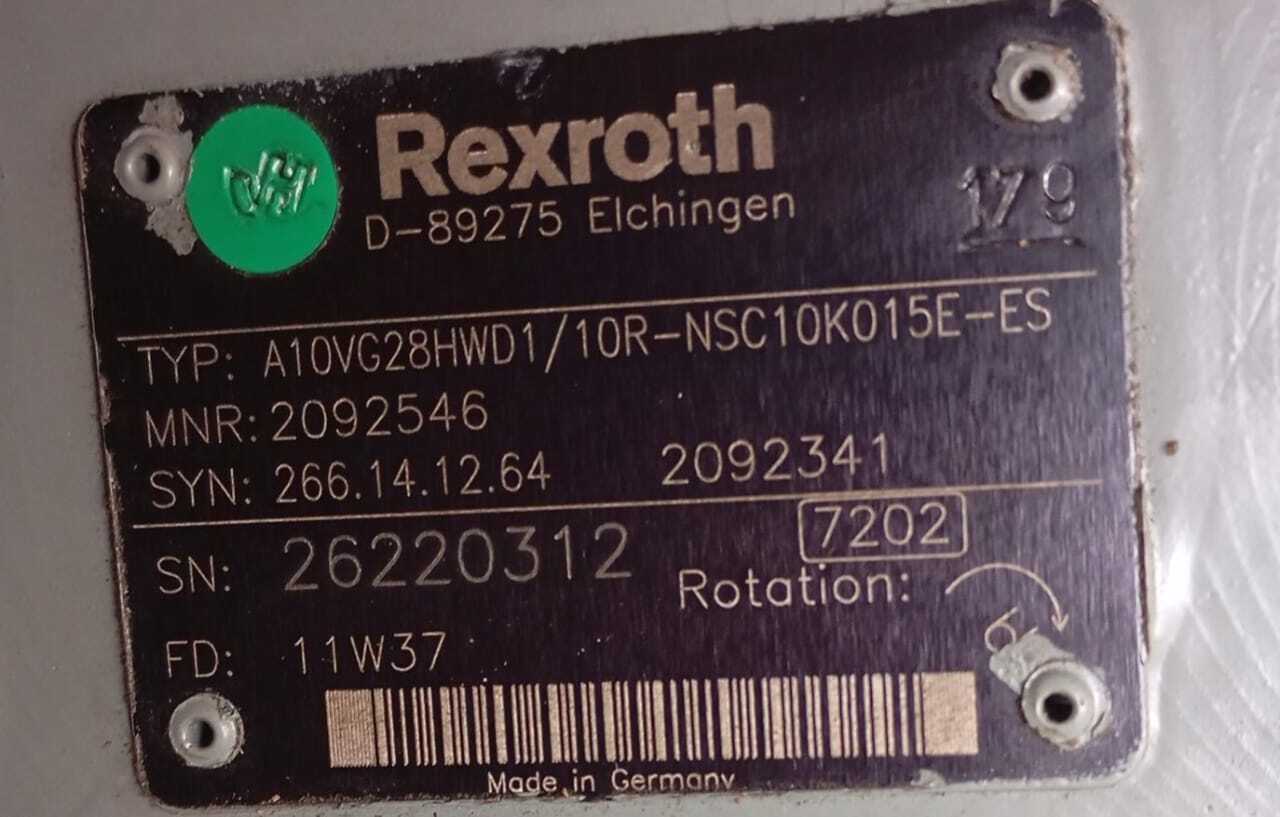 Rexroth
D-89275 Elchingen
179
TYP: A10VG28HWD1/10R-NSC10K015E-ES
MNR: 2092546
SYN: 266.14.12.64 2092341
7202
SN: 26220312
Rotation:
FD: 11W37
Made in Germany